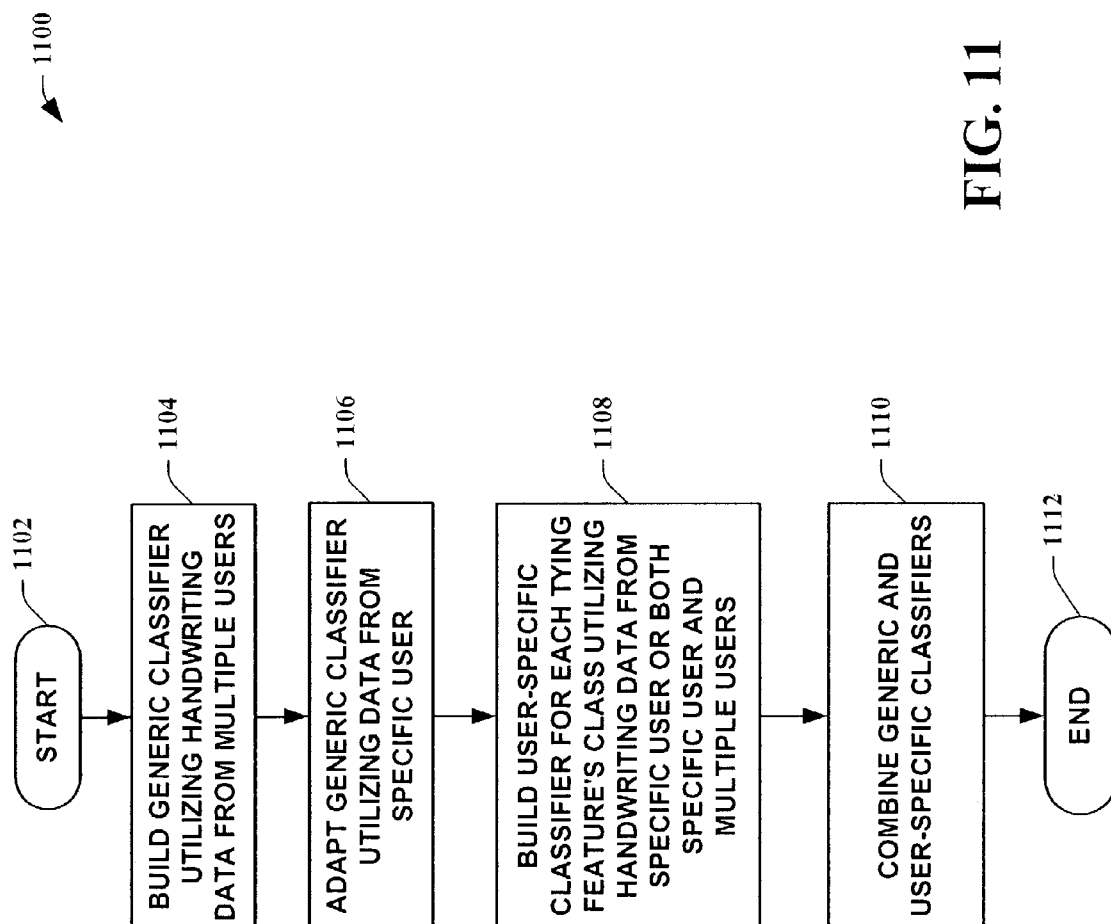 1100
START
1102
BUILD GENERIC CLASSIFIER
UTILIZING HANDWRITING
DATA FROM MULTIPLE USERS
1104
ADAPT GENERIC CLASSIFIER
UTILIZING DATA FROM
SPECIFIC USER
1106
BUILD USER-SPECIFIC
CLASSIFIER FOR EACH TYING
FEATURE'S CLASS UTILIZING
HANDWRITING DATA FROM
SPECIFIC USER OR BOTH
SPECIFIC USER AND
MULTIPLE USERS
1108
COMBINE GENERIC AND
USER-SPECIFIC CLASSIFIERS
1110
END
1112
FIG. 11